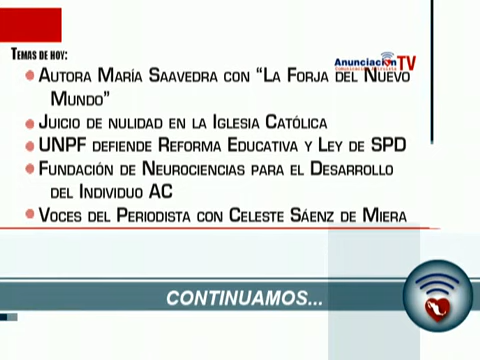 Temas de hoy:
AnunciaciónTV
Comunicación Católica
Autora María Saavedra con “La Forja del Nuevo
Mundo”
Juicio de nulidad en la Iglesia Católica
UNPF defiende Reforma Educativa y Ley de SPD
Fundación de Neurociencias para el Desarrollo
del Individuo AC
Voces del Periodista con Celeste Sáenz de Miera
CONTINUAMOS...